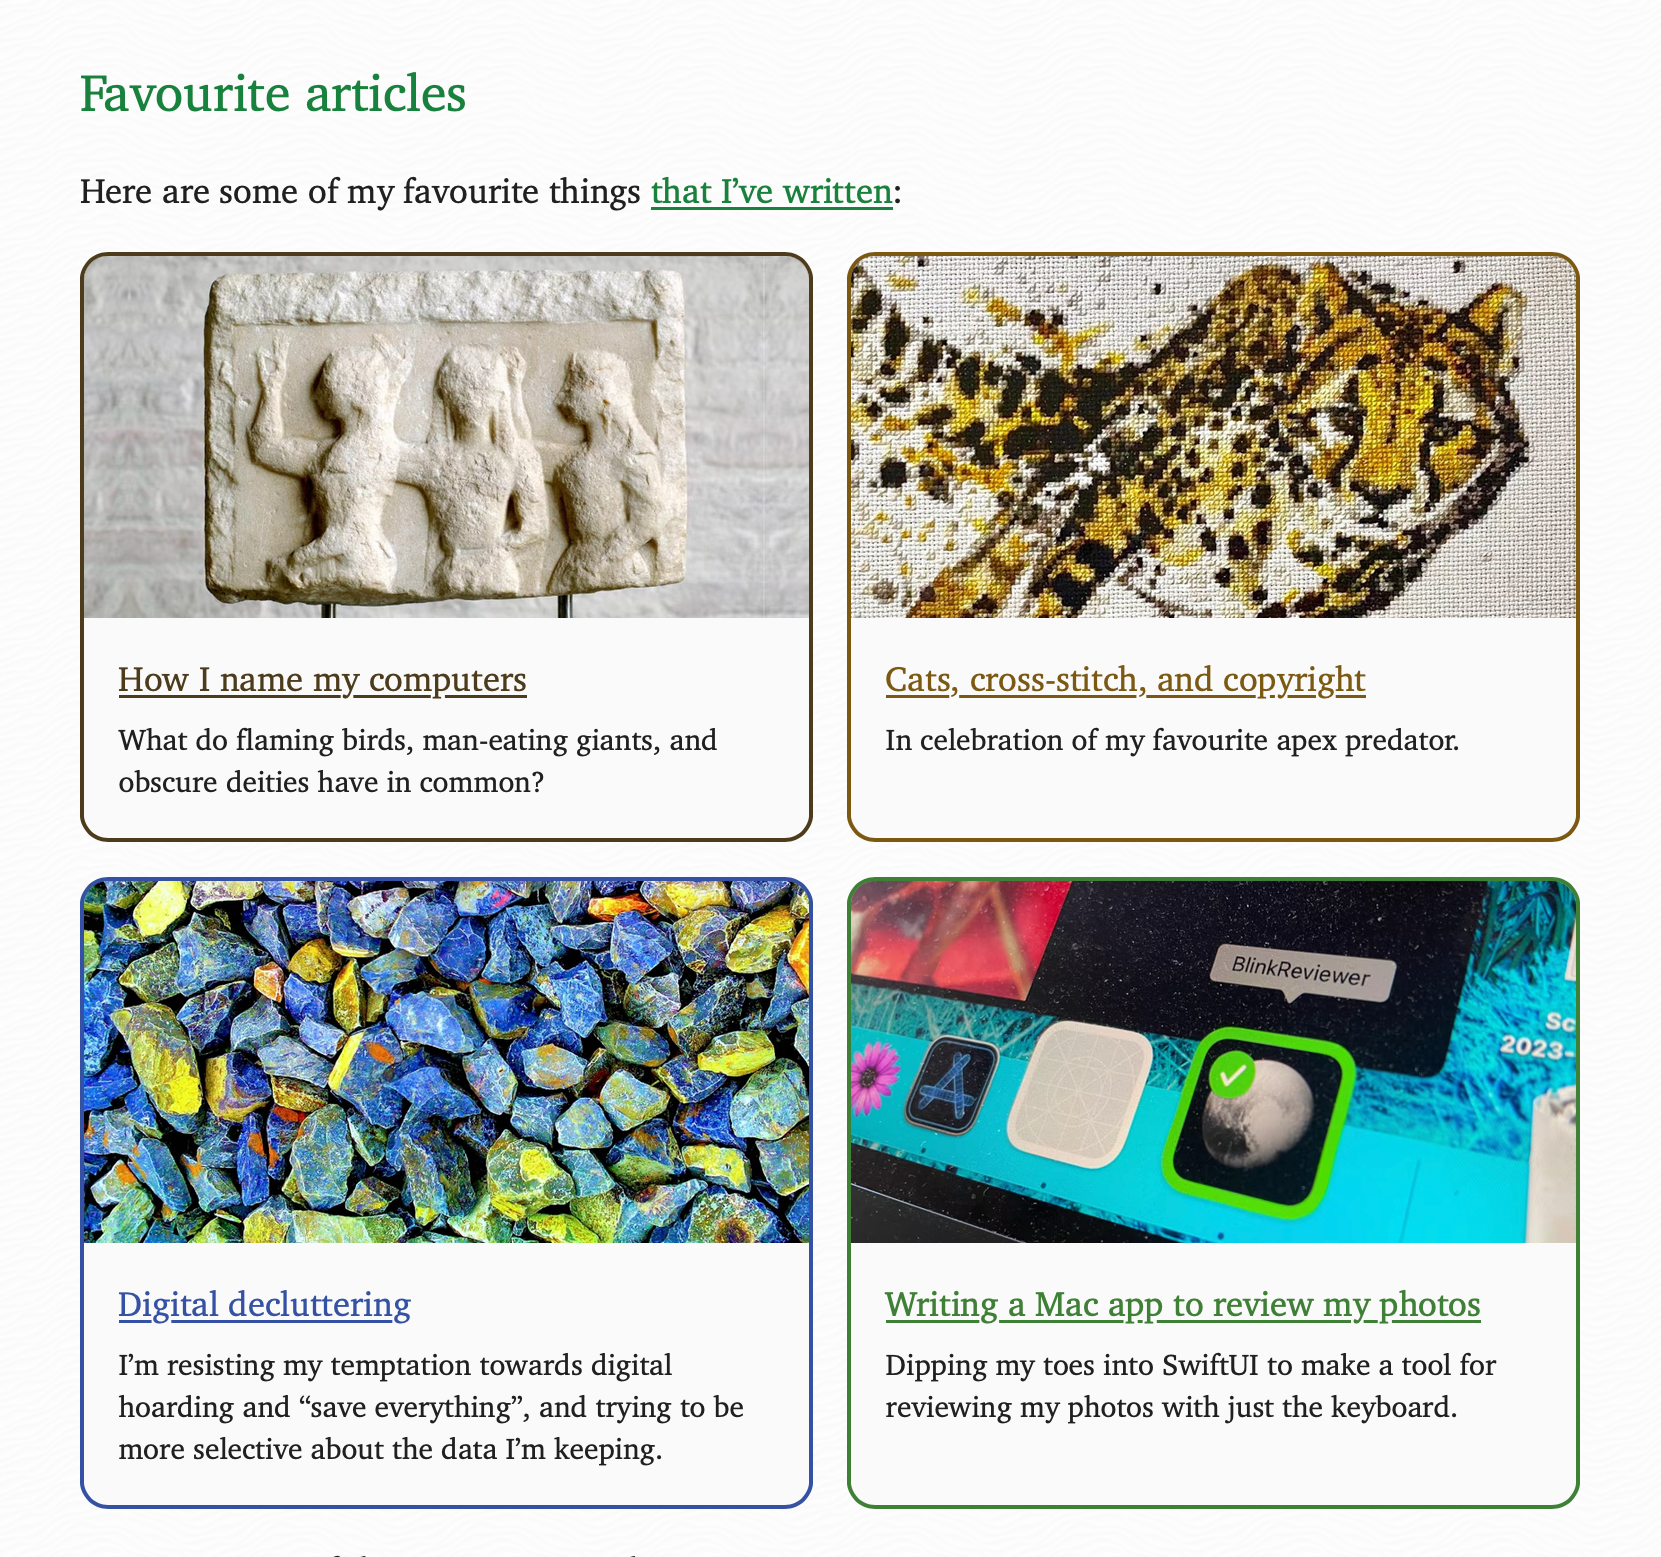 Favourite articles
Here are some of my favourite things that I’ve written:
How I name my computers
What do flaming birds, man-eating giants, and
obscure deities have in common?
Cats, cross-stitch, and copyright
In celebration of my favourite apex predator.
BlinkReviewer
Sc
2023-
Digital decluttering
I’m resisting my temptation towards digital
hoarding and “save everything”, and trying to be
more selective about the data I’m keeping.
Writing a Mac app to review my photos
Dipping my toes into SwiftUI to make a tool for
reviewing my photos with just the keyboard.